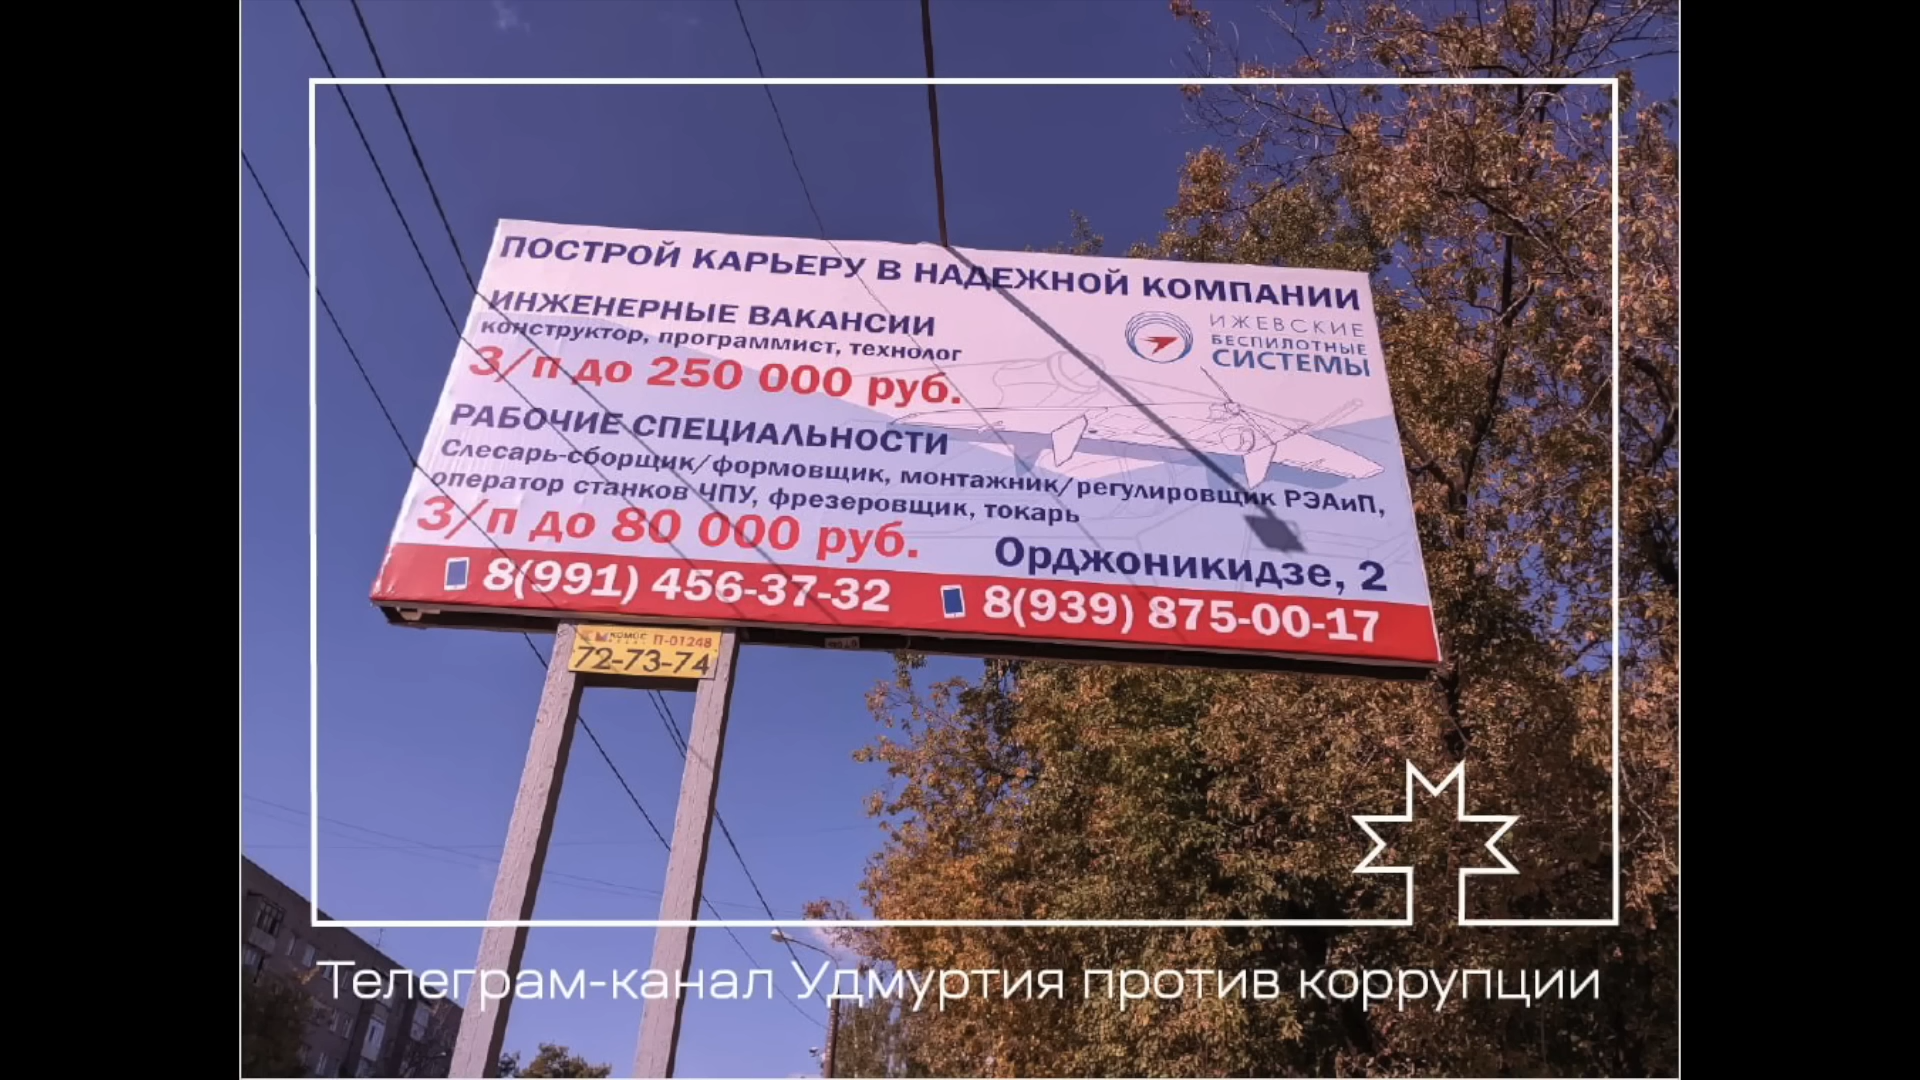 ПОСТРОЙ КАРЬЕРУ В НАДЕЖНОЙ КОМПАНИИ
ИНЖЕНЕРНЫЕ ВАКАНСИИ
конструктор, программист, технолог
З/п до 250 000 руб.
ИЖЕВСКИЕ
БЕСПИЛОТНЫЕ
СИСТЕМЫ
РАБОЧИЕ СПЕЦИАЛЬНОСТИ
Слесарь-сборщик/формовщик, монтажник/регулировщик РЭАиП,
оператор станков ЧПУ, фрезеровщик, токарь
З/п до 80 000 руб.
Орджоникидзе, 2
8(991) 456-37-32
8(939) 875-00-17
КОМОС П-01248
72-73-74
Телеграм-канал Удмуртия против коррупции